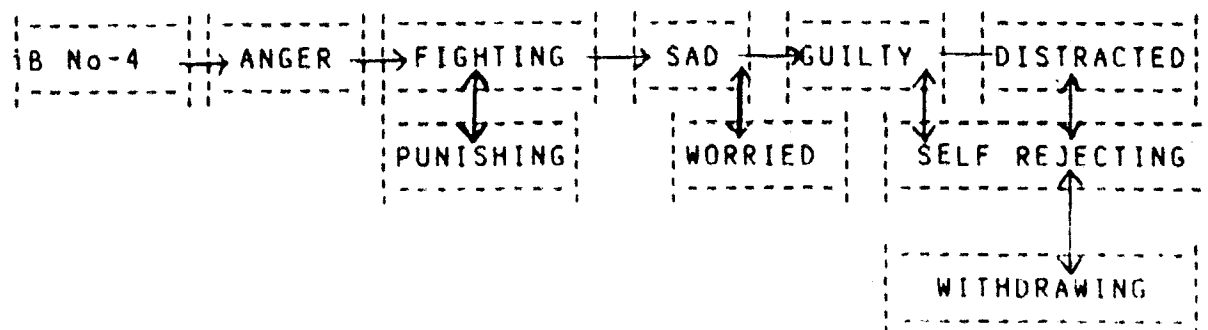 iB No-4 ANGER FIGHTING SAD GUILTY DISTRACTED
PUNISHING WORRIED SELF REJECTING
WITHDRAWING